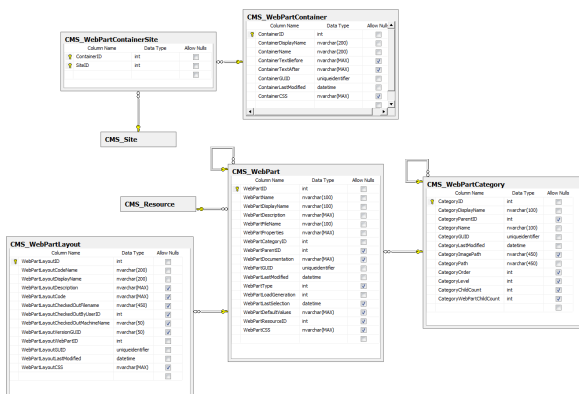 CMS_WebPartContainerSite
Column Name Data Type Allow Nulls
ContainerID int
SiteID int
CMS_WebPartContainer
Column Name Data Type Allow Nulls
ContainerID int
ContainerDisplayName nvarchar(200)
ContainerName nvarchar(200)
ContainerTextBefore nvarchar(MAX)
ContainerTextAfter nvarchar(MAX)
ContainerGUID uniqueidentifier
ContainerLastModified datetime
ContainerCSS nvarchar(MAX)
CMS_Site
CMS_Resource
CMS_WebPart
Column Name Data Type Allow Nulls
WebPartID int
WebPartName nvarchar(100)
WebPartDisplayName nvarchar(100)
WebPartDescription nvarchar(MAX)
WebPartFileName nvarchar(100)
WebPartProperties nvarchar(MAX)
WebPartCategoryID int
WebPartParentID int
WebPartDocumentation nvarchar(MAX)
WebPartGUID uniqueidentifier
WebPartLastModified datetime
WebPartType int
WebPartLoadGeneration int
WebPartLastSelection datetime
WebPartDefaultValues nvarchar(MAX)
WebPartResourceID int
WebPartCSS nvarchar(MAX)
CMS_WebPartCategory
Column Name Data Type Allow Nulls
CategoryID int
CategoryDisplayName nvarchar(100)
CategoryParentID int
CategoryName nvarchar(100)
CategoryGUID uniqueidentifier
CategoryLastModified datetime
CategoryImagePath nvarchar(450)
CategoryPath nvarchar(450)
CategoryOrder int
CategoryLevel int
CategoryChildCount int
CategoryWebPartChildCount int
CMS_WebPartLayout
Column Name Data Type Allow Nulls
WebPartLayoutID int
WebPartLayoutCodeName nvarchar(200)
WebPartLayoutDisplayName nvarchar(200)
WebPartLayoutDescription nvarchar(MAX)
WebPartLayoutCode nvarchar(MAX)
WebPartLayoutCheckedOutFilename nvarchar(450)
WebPartLayoutCheckedOutByUserID int
WebPartLayoutCheckedOutMachineName nvarchar(50)
WebPartLayoutVersionGUID nvarchar(50)
WebPartLayoutWebPartID int
WebPartLayoutGUID uniqueidentifier
WebPartLayoutLastModified datetime
WebPartLayoutCSS nvarchar(MAX)